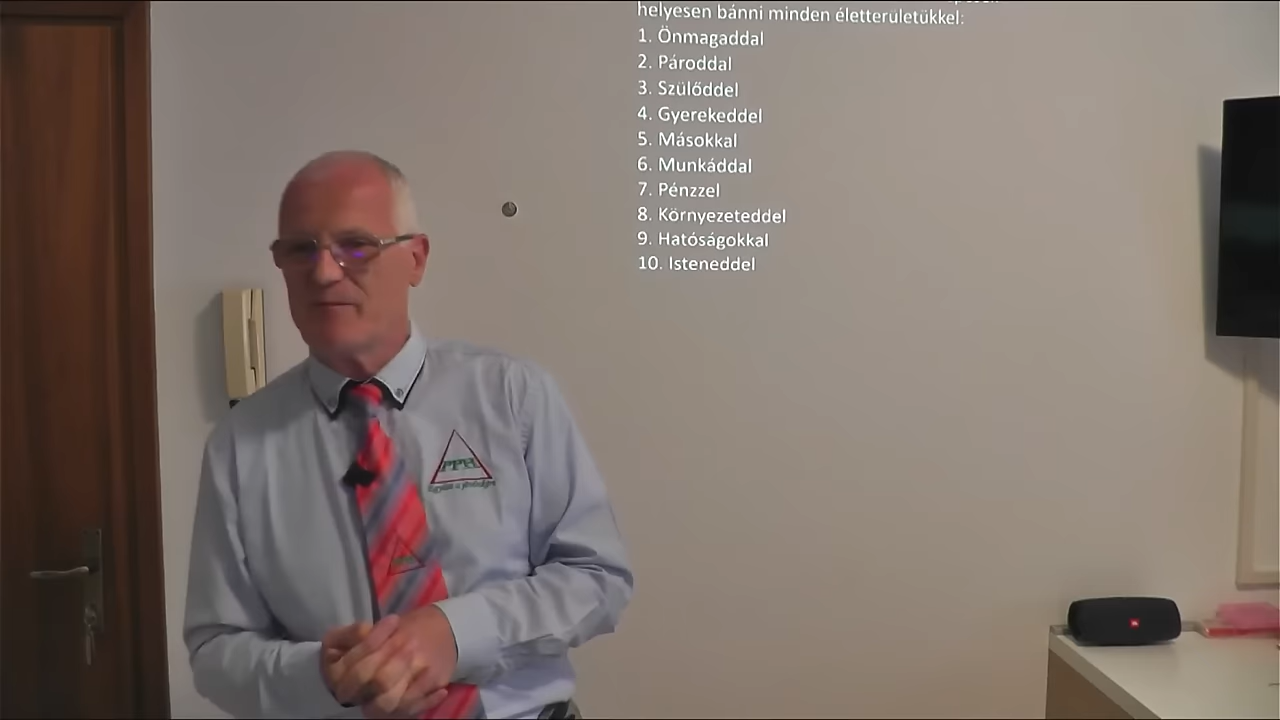 helyesen bánni minden életterületükkel:
1. Önmagaddal
2. Pároddal
3. Szülőddel
4. Gyerekeddel
5. Másokkal
6. Munkáddal
7. Pénzzel
8. Környezeteddel
9. Hatóságokkal
10. Isteneddel
PPH